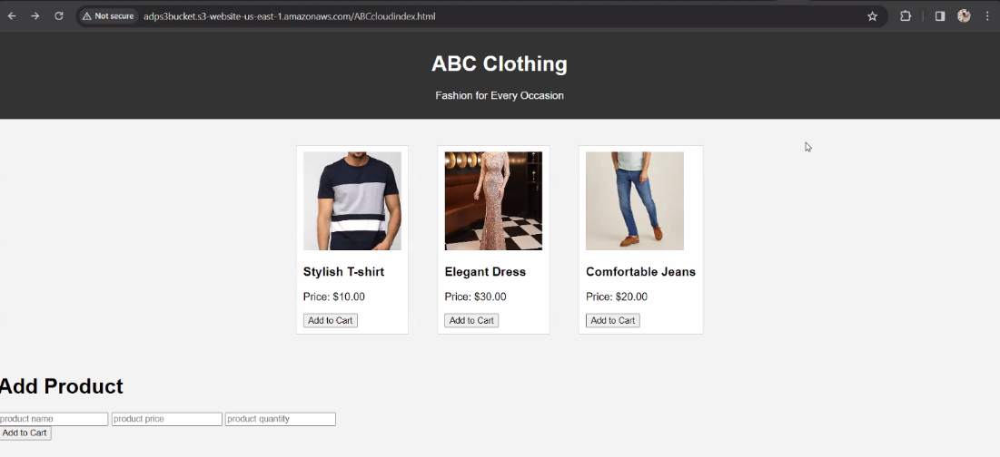 Not secure adps3bucket.s3-website-us-east-1.amazonaws.com/ABCcloudindex.html
ABC Clothing
Fashion for Every Occasion
Stylish T-shirt
Price: $10.00
Add to Cart
Elegant Dress
Price: $30.00
Add to Cart
Comfortable Jeans
Price: $20.00
Add to Cart
Add Product
product name product price product quantity
Add to Cart